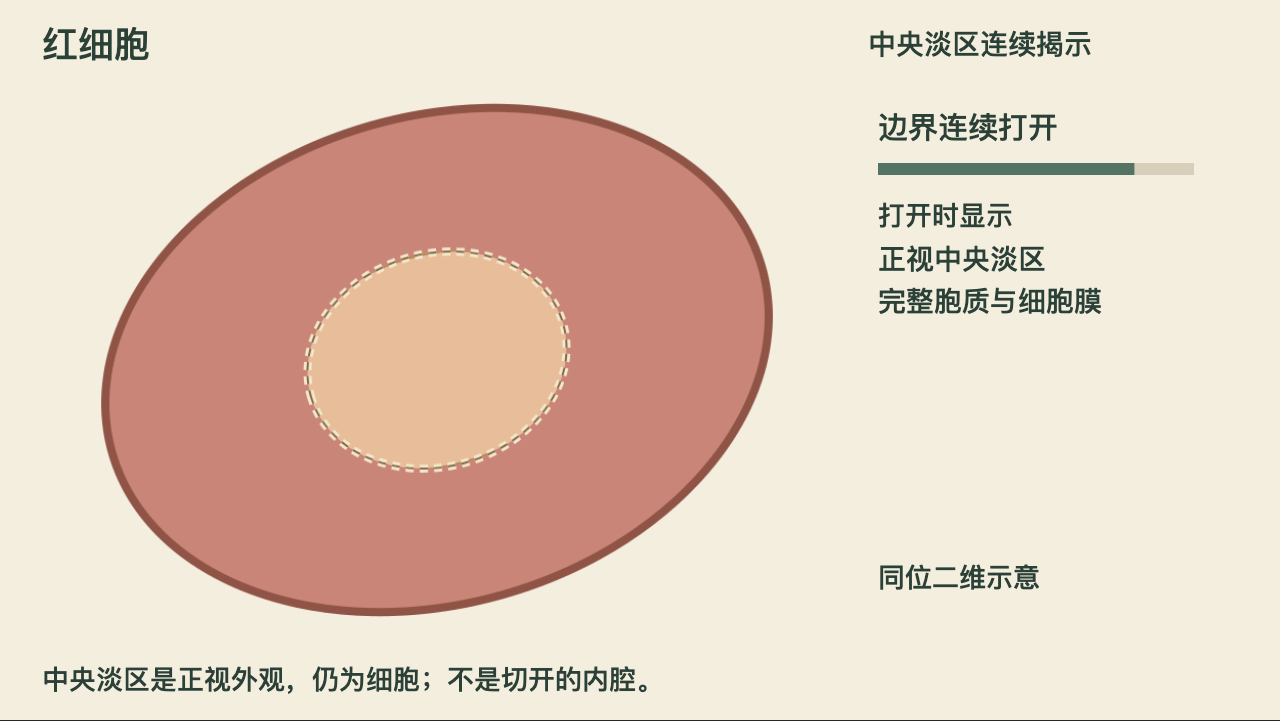 红细胞
中央淡区连续揭示
边界连续打开
打开时显示
正视中央淡区
完整胞质与细胞膜
同位二维示意
中央淡区是正视外观，仍为细胞；不是切开的内腔。